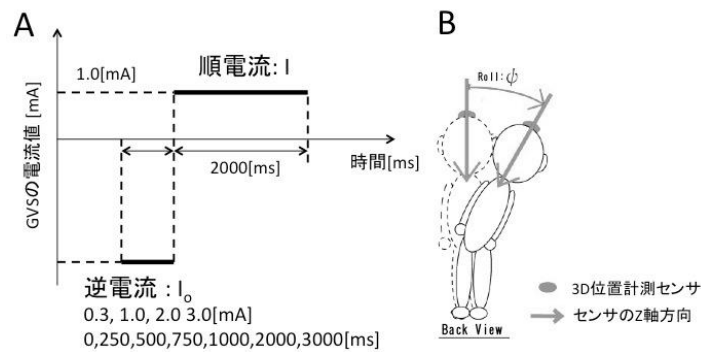 A
1.0[mA]
順電流: I
GVSの電流値 [mA]
2000[ms]
時間[ms]
逆電流 : Io
0.3, 1.0, 2.0 3.0[mA]
0,250,500,750,1000,2000,3000[ms]
B
Roll: ψ
3D位置計測センサ
センサのZ軸方向
Back View